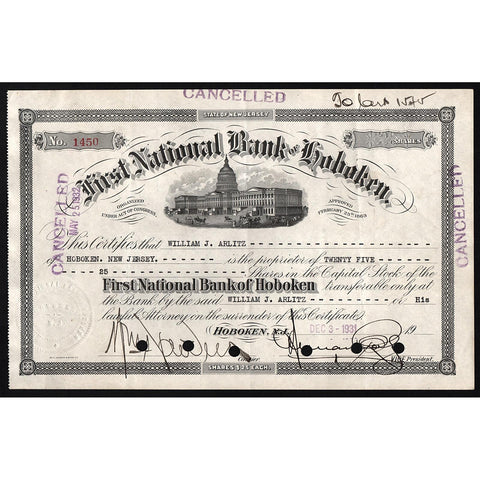 CANCELLED
STATE OF NEW JERSEY
No. 1450
SHARES
First National Bank of Hoboken.
ORGANIZED UNDER ACT OF CONGRESS,
APPROVED FEBRUARY 25TH 1863
CANCELLED
MAY 25 1932
CANCELLED
This Certifies that WILLIAM J. ARLITZ
of HOBOKEN. NEW JERSEY. is the proprietor of TWENTY FIVE
25 Shares in the Capital Stock of the
First National Bank of Hoboken transferable only at
the Bank by the said WILLIAM J. ARLITZ or His
lawful Attorney on the surrender of this Certificate.
HOBOKEN, N.J. DEC 3 - 1931 19
Cashier
Vice President.
SHARES $25 EACH.